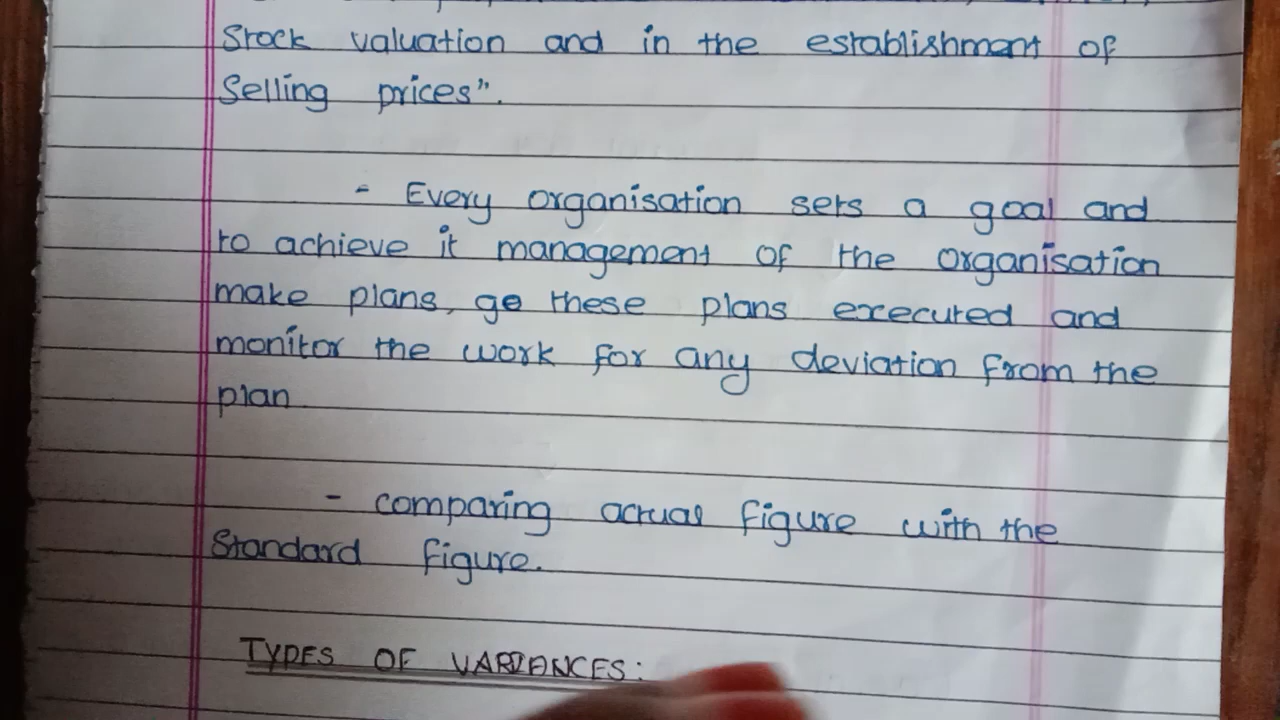 Stock valuation and in the establishment of
Selling prices".
- Every organisation sets a goal and
to achieve it management of the organisation
make plans, ge these plans executed and
monitor the work for any deviation from the
plan
- comparing actual figure with the
Standard figure.
TYPES OF VARIANCES: